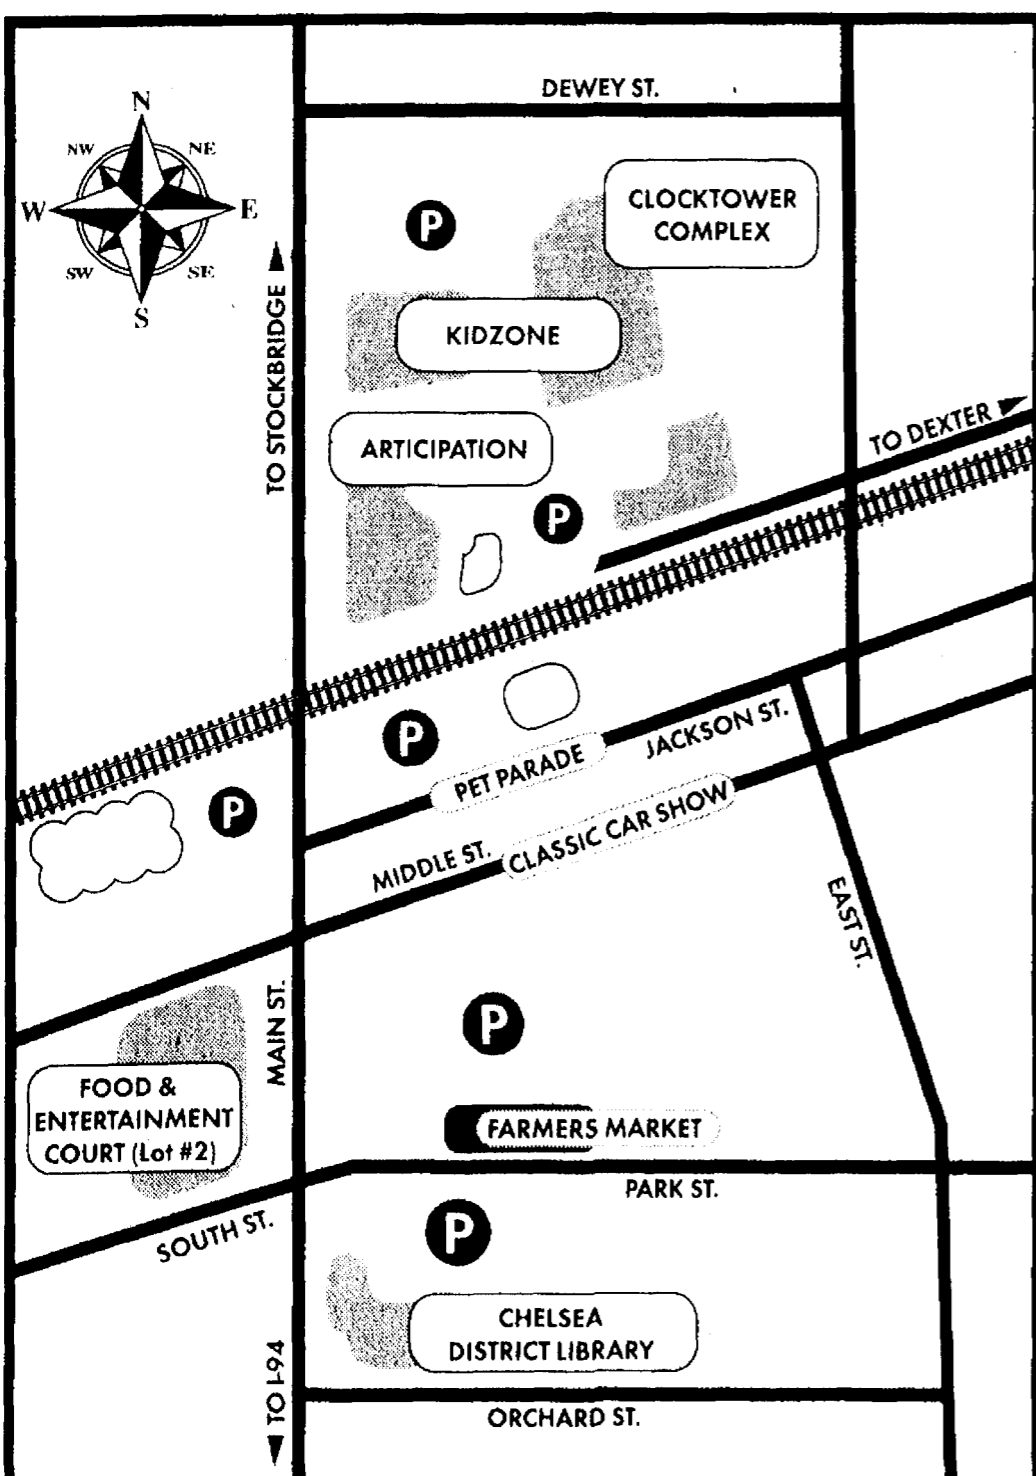 DEWEY ST.
N
NW
NE
W
E
SW
SE
S
CLOCKTOWER
COMPLEX
P
TO STOCKBRIDGE
KIDZONE
ARTICIPATION
TO DEXTER
P
P
PET PARADE
JACKSON ST.
P
MIDDLE ST.
CLASSIC CAR SHOW
EAST ST.
MAIN ST.
P
FOOD &
ENTERTAINMENT
COURT (Lot #2)
FARMERS MARKET
PARK ST.
SOUTH ST.
P
CHELSEA
DISTRICT LIBRARY
TO I-94
ORCHARD ST.